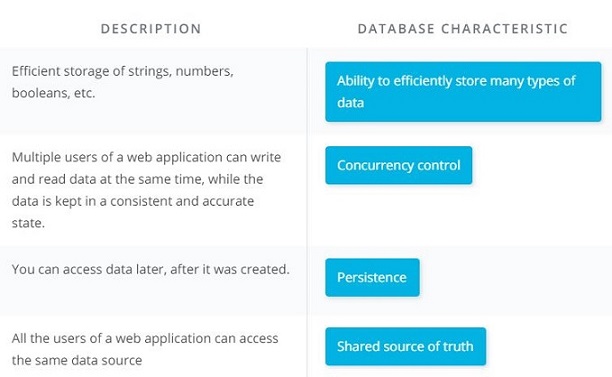 DESCRIPTION
DATABASE CHARACTERISTIC
Efficient storage of strings, numbers,
booleans, etc.
Ability to efficiently store many types of
data
Multiple users of a web application can write
and read data at the same time, while the
data is kept in a consistent and accurate
state.
Concurrency control
You can access data later, after it was created.
Persistence
All the users of a web application can access
the same data source
Shared source of truth